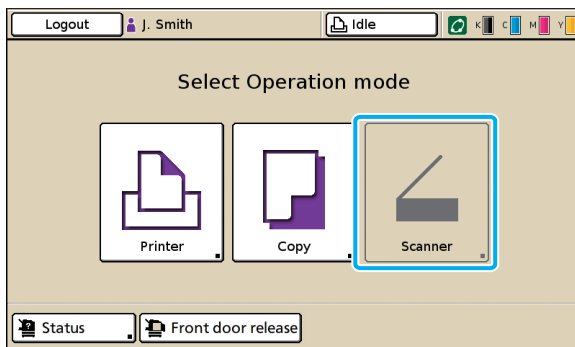 Logout J. Smith Idle K C M Y
Select Operation mode
Printer Copy Scanner
Status Front door release